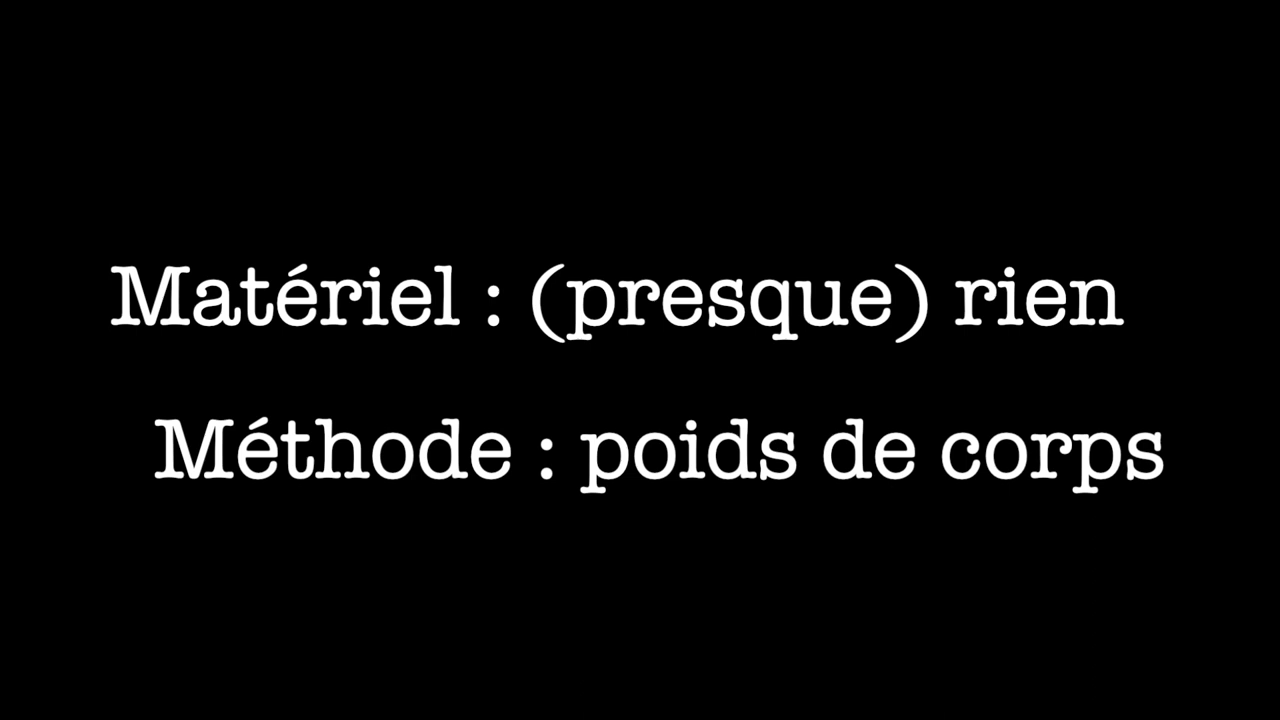 Matériel : (presque) rien
Méthode : poids de corps